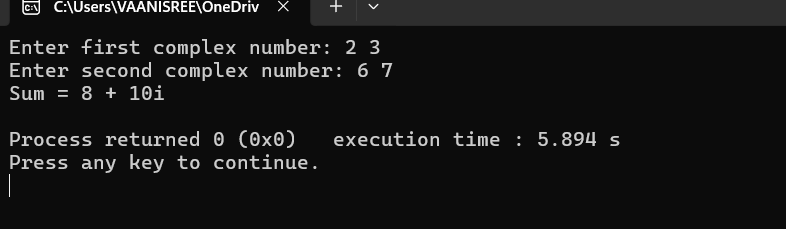 C:\Users\VAANISREE\OneDriv
Enter first complex number: 2 3
Enter second complex number: 6 7
Sum = 8 + 10i
Process returned 0 (0x0)   execution time : 5.894 s
Press any key to continue.